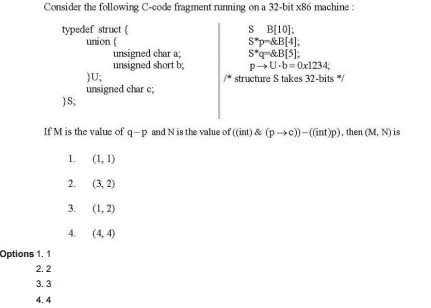 Consider the following C-code fragment running on a 32-bit x86 machine :
typedef struct {
union {
unsigned char a;
unsigned short b;
}U;
unsigned char c;
}S;
S B[10];
S*p=&B[4];
S*q=&B[5];
p→U·b=0x1234;
/* structure S takes 32-bits */
If M is the value of q-p and N is the value of ((int) & (p→c))-((int)p), then (M, N) is
1. (1, 1)
2. (3, 2)
3. (1, 2)
4. (4, 4)
Options 1. 1
2. 2
3. 3
4. 4